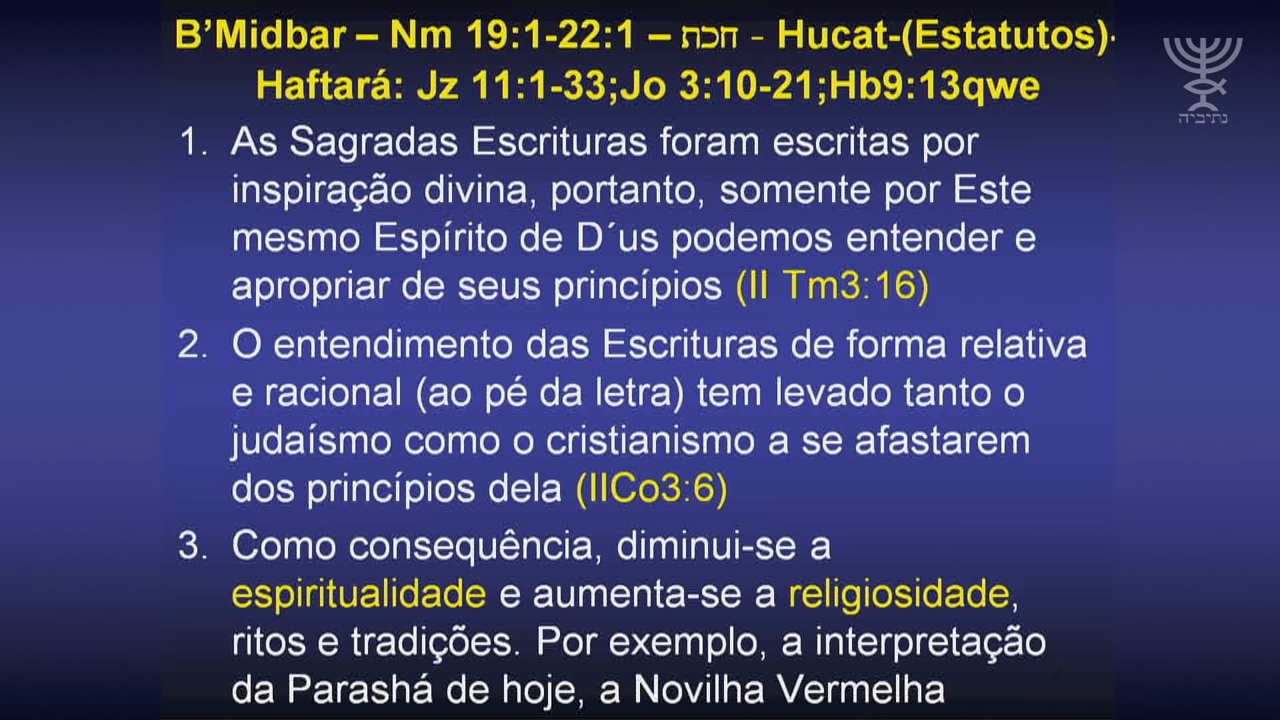 B’Midbar – Nm 19:1-22:1 – חכת - Hucat-(Estatutos)-
Haftará: Jz 11:1-33;Jo 3:10-21;Hb9:13qwe
נתיביה
1. As Sagradas Escrituras foram escritas por
inspiração divina, portanto, somente por Este
mesmo Espírito de D´us podemos entender e
apropriar de seus princípios (II Tm3:16)
2. O entendimento das Escrituras de forma relativa
e racional (ao pé da letra) tem levado tanto o
judaísmo como o cristianismo a se afastarem
dos princípios dela (IICo3:6)
3. Como consequência, diminui-se a
espiritualidade e aumenta-se a religiosidade,
ritos e tradições. Por exemplo, a interpretação
da Parashá de hoje, a Novilha Vermelha